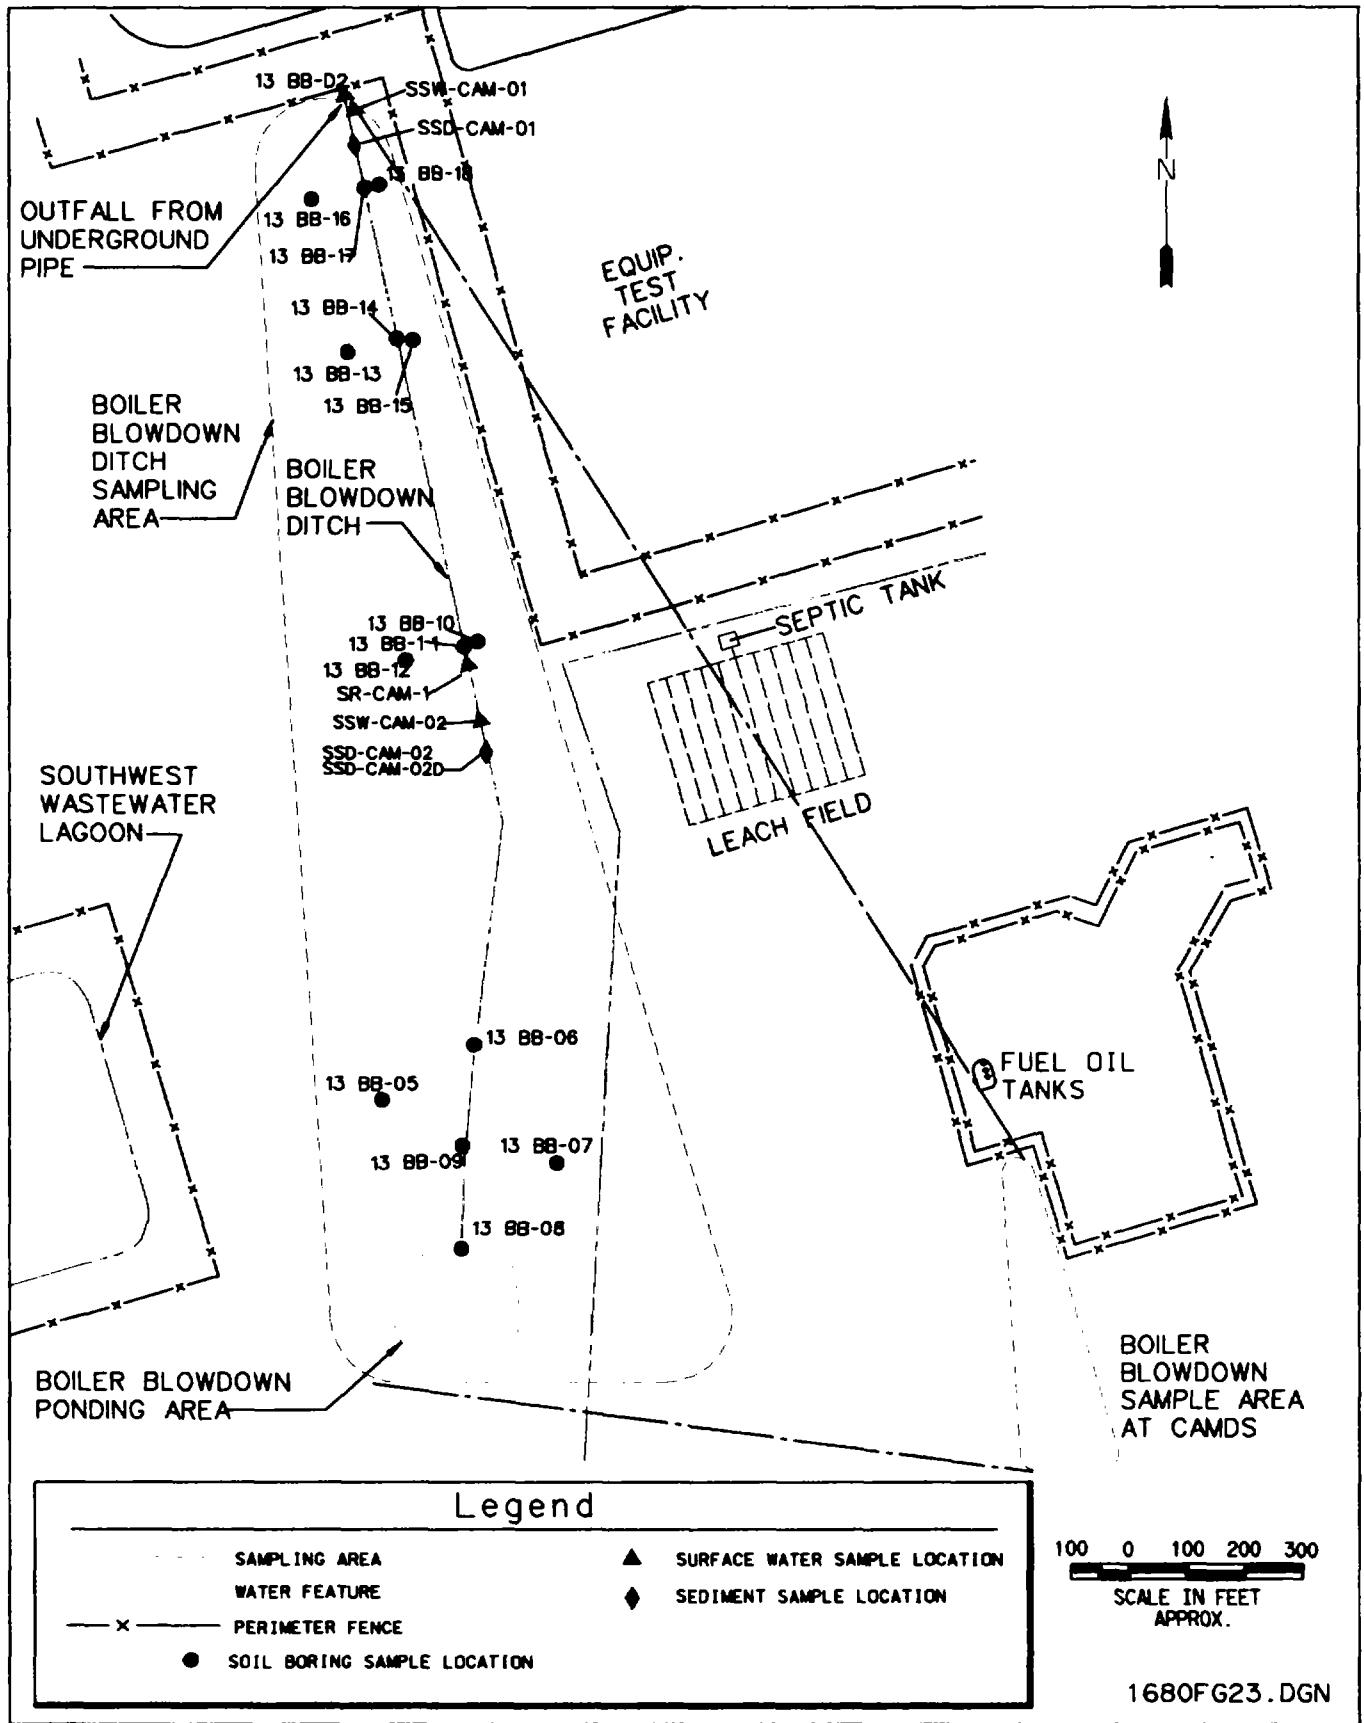 13 BB-D2
SSW-CAM-01
SSD-CAM-01
13 BB-18
N
13 BB-16
OUTFALL FROM
UNDERGROUND
PIPE
13 BB-17
EQUIP.
TEST
FACILITY
13 BB-14
13 BB-13
13 BB-15
BOILER
BLOWDOWN
DITCH
SAMPLING
AREA
BOILER
BLOWDOWN
DITCH
SEPTIC TANK
13 BB-10
13 BB-11
13 BB-12
SR-CAM-1
SSW-CAM-02
SSD-CAM-02
SSD-CAM-02D
SOUTHWEST
WASTEWATER
LAGOON
LEACH FIELD
13 BB-06
FUEL OIL
TANKS
13 BB-05
13 BB-07
13 BB-09
13 BB-08
BOILER BLOWDOWN
PONDING AREA
BOILER
BLOWDOWN
SAMPLE AREA
AT CAMDS
Legend
SAMPLING AREA
WATER FEATURE
PERIMETER FENCE
SOIL BORING SAMPLE LOCATION
SURFACE WATER SAMPLE LOCATION
SEDIMENT SAMPLE LOCATION
100 0 100 200 300
SCALE IN FEET
APPROX.
1680FG23.DGN